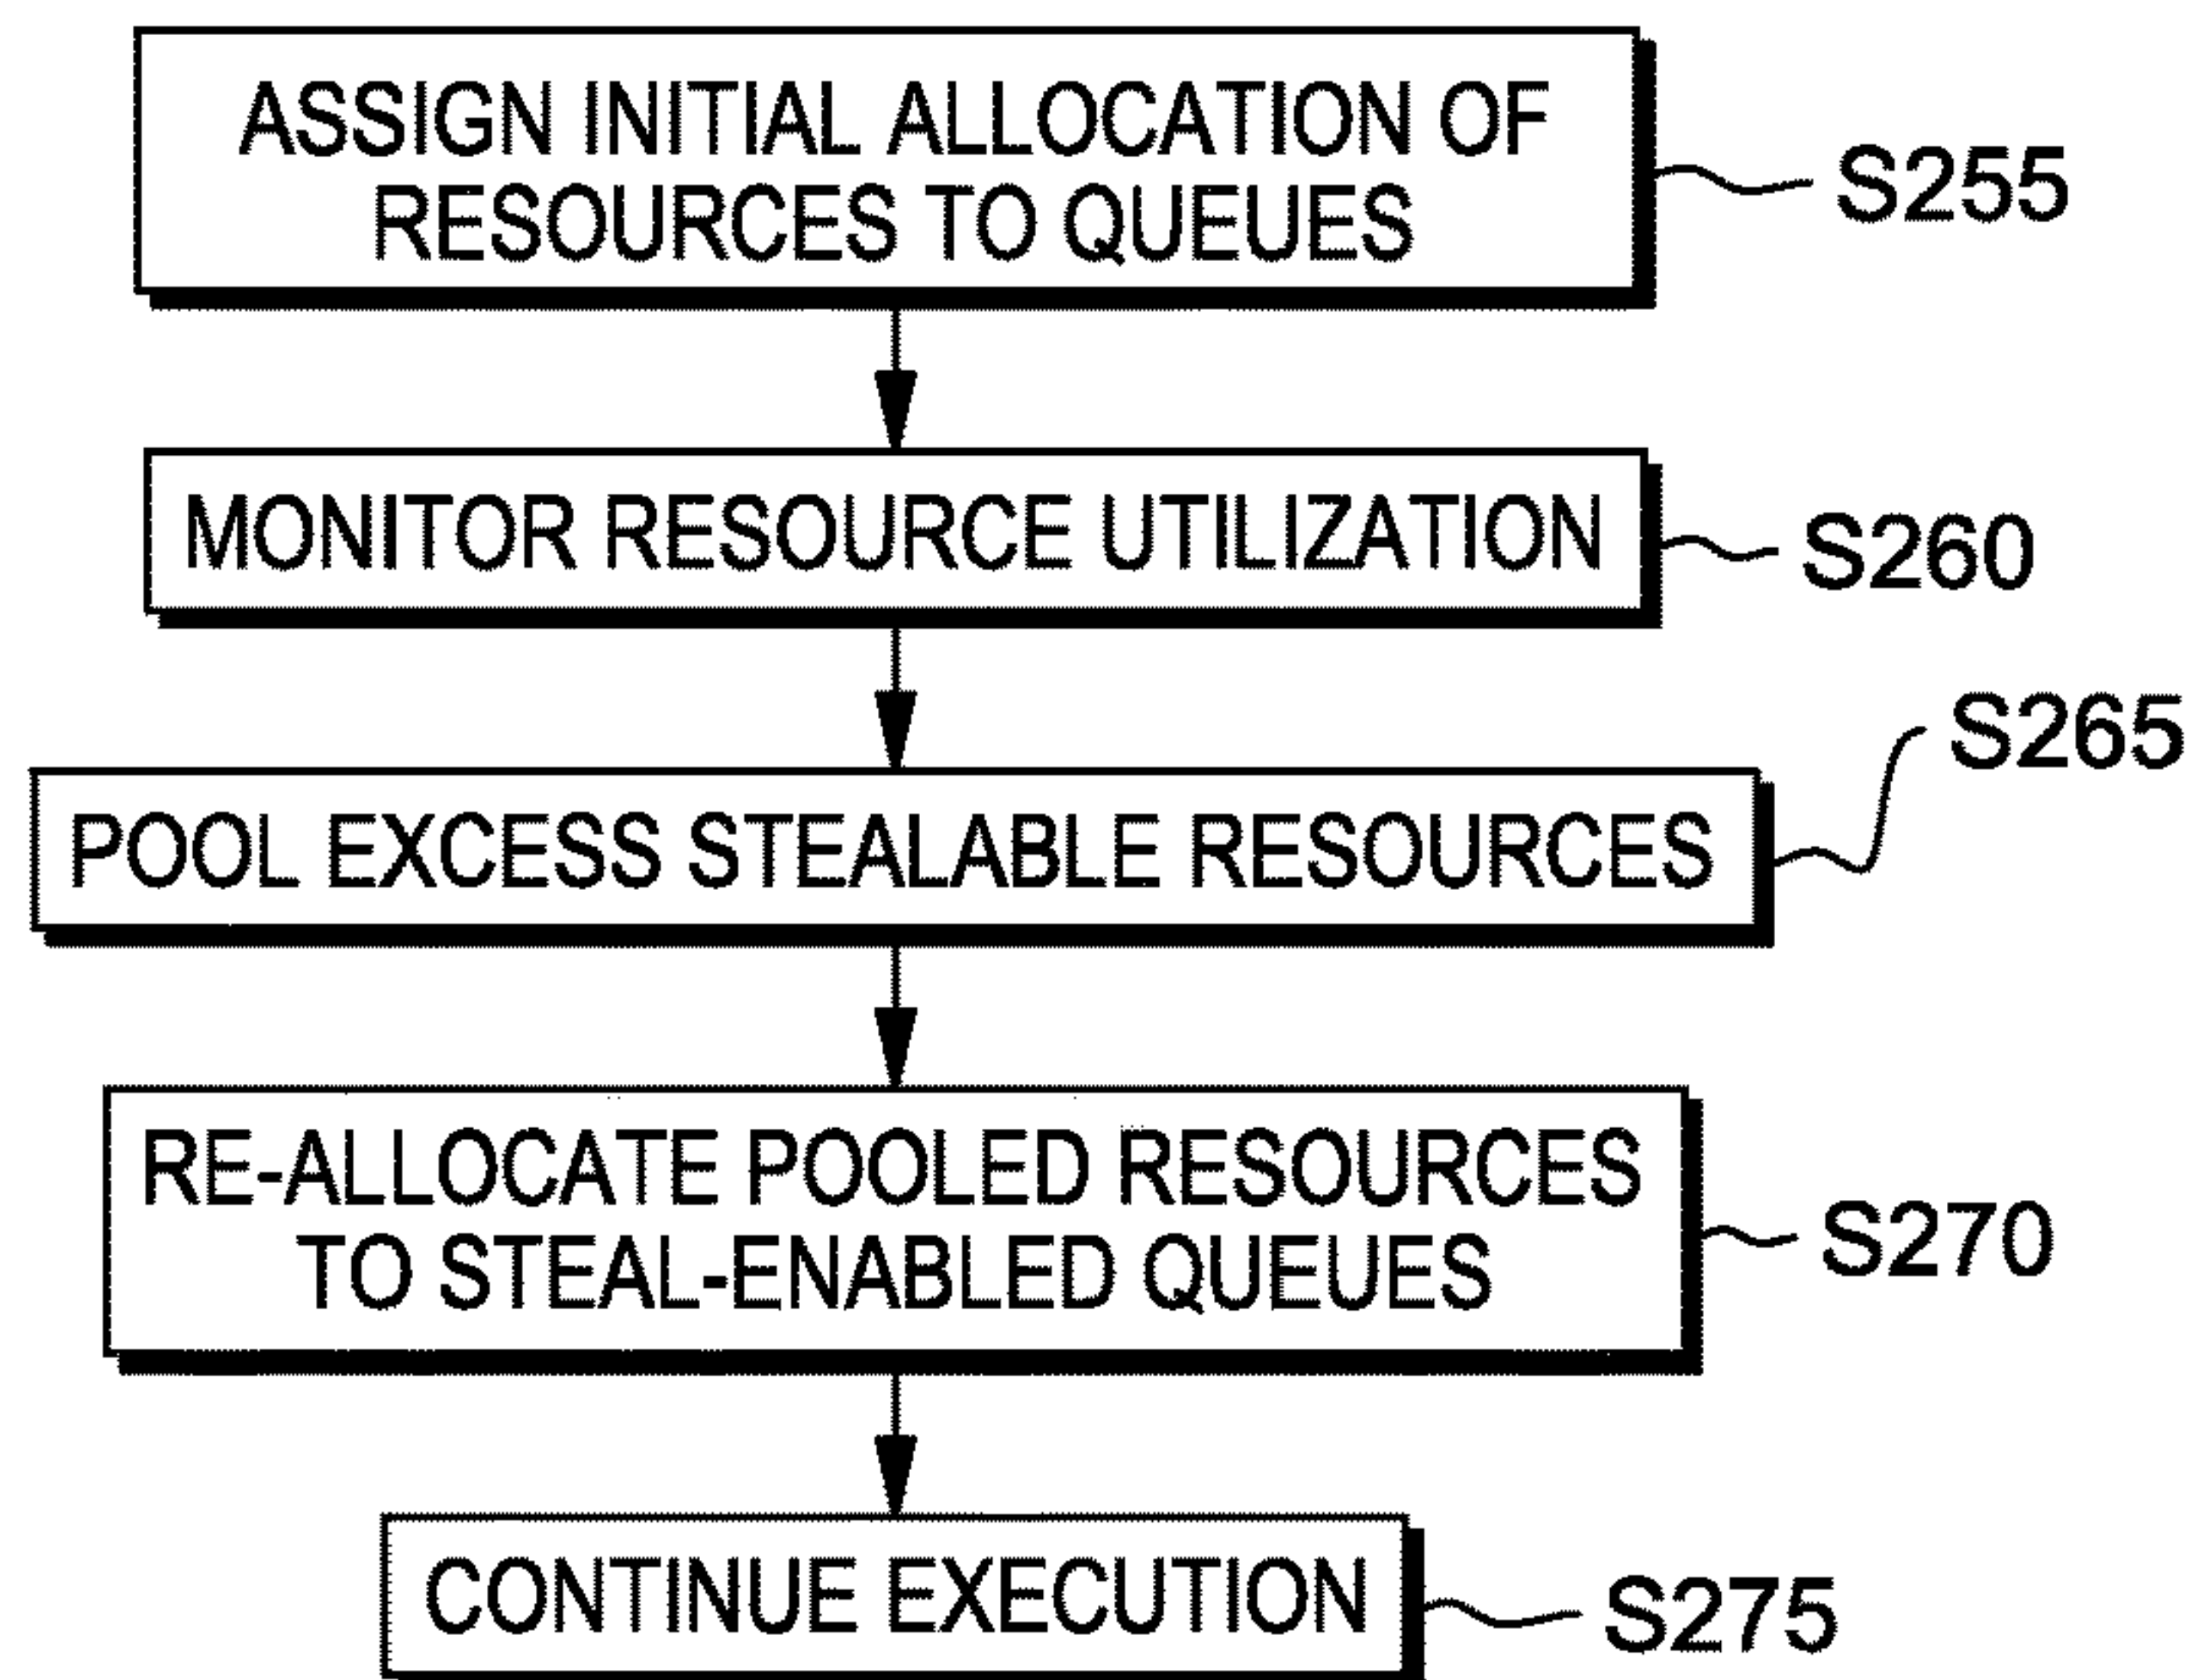 ASSIGN INITIAL ALLOCATION OF
RESOURCES TO QUEUES
S255
MONITOR RESOURCE UTILIZATION
S260
POOL EXCESS STEALABLE RESOURCES
S265
RE-ALLOCATE POOLED RESOURCES
TO STEAL-ENABLED QUEUES
S270
CONTINUE EXECUTION
S275